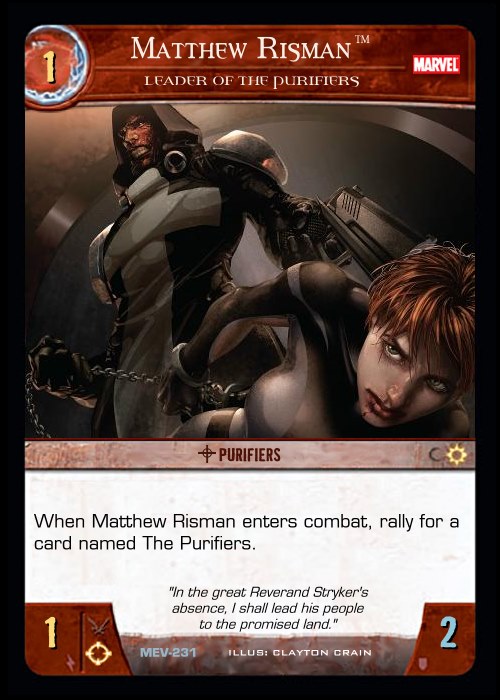 1
Matthew Risman™
Leader of the Purifiers
MARVEL
PURIFIERS
C
When Matthew Risman enters combat, rally for a
card named The Purifiers.
"In the great Reverand Stryker's
absence, I shall lead his people
to the promised land."
1
MEV-231 ILLUS: CLAYTON CRAIN
2